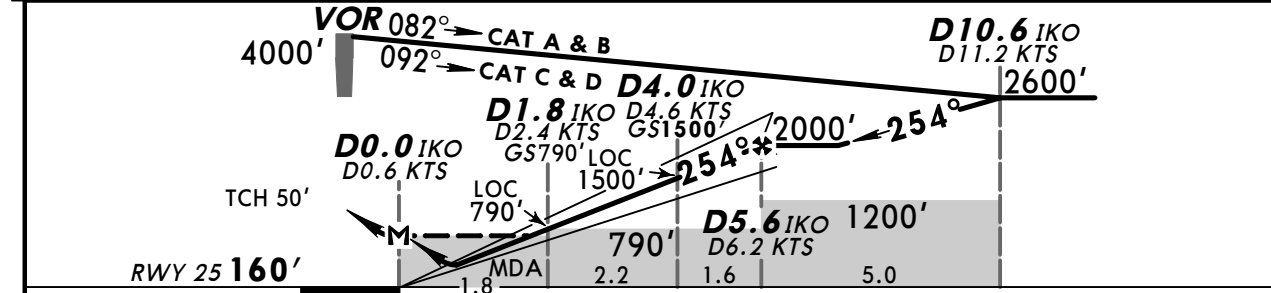 VOR 082° CAT A & B
4000'
092° CAT C & D
D10.6 IKO
D11.2 KTS
2600'
D4.0 IKO
D4.6 KTS
GS1500'
D1.8 IKO
D2.4 KTS
GS790'
2000'
254°
254°
D0.0 IKO
D0.6 KTS
LOC
1500'
TCH 50'
LOC
790'
M
D5.6 IKO
D6.2 KTS
1200'
790'
RWY 25 160'
MDA
1.8
2.2
1.6
5.0